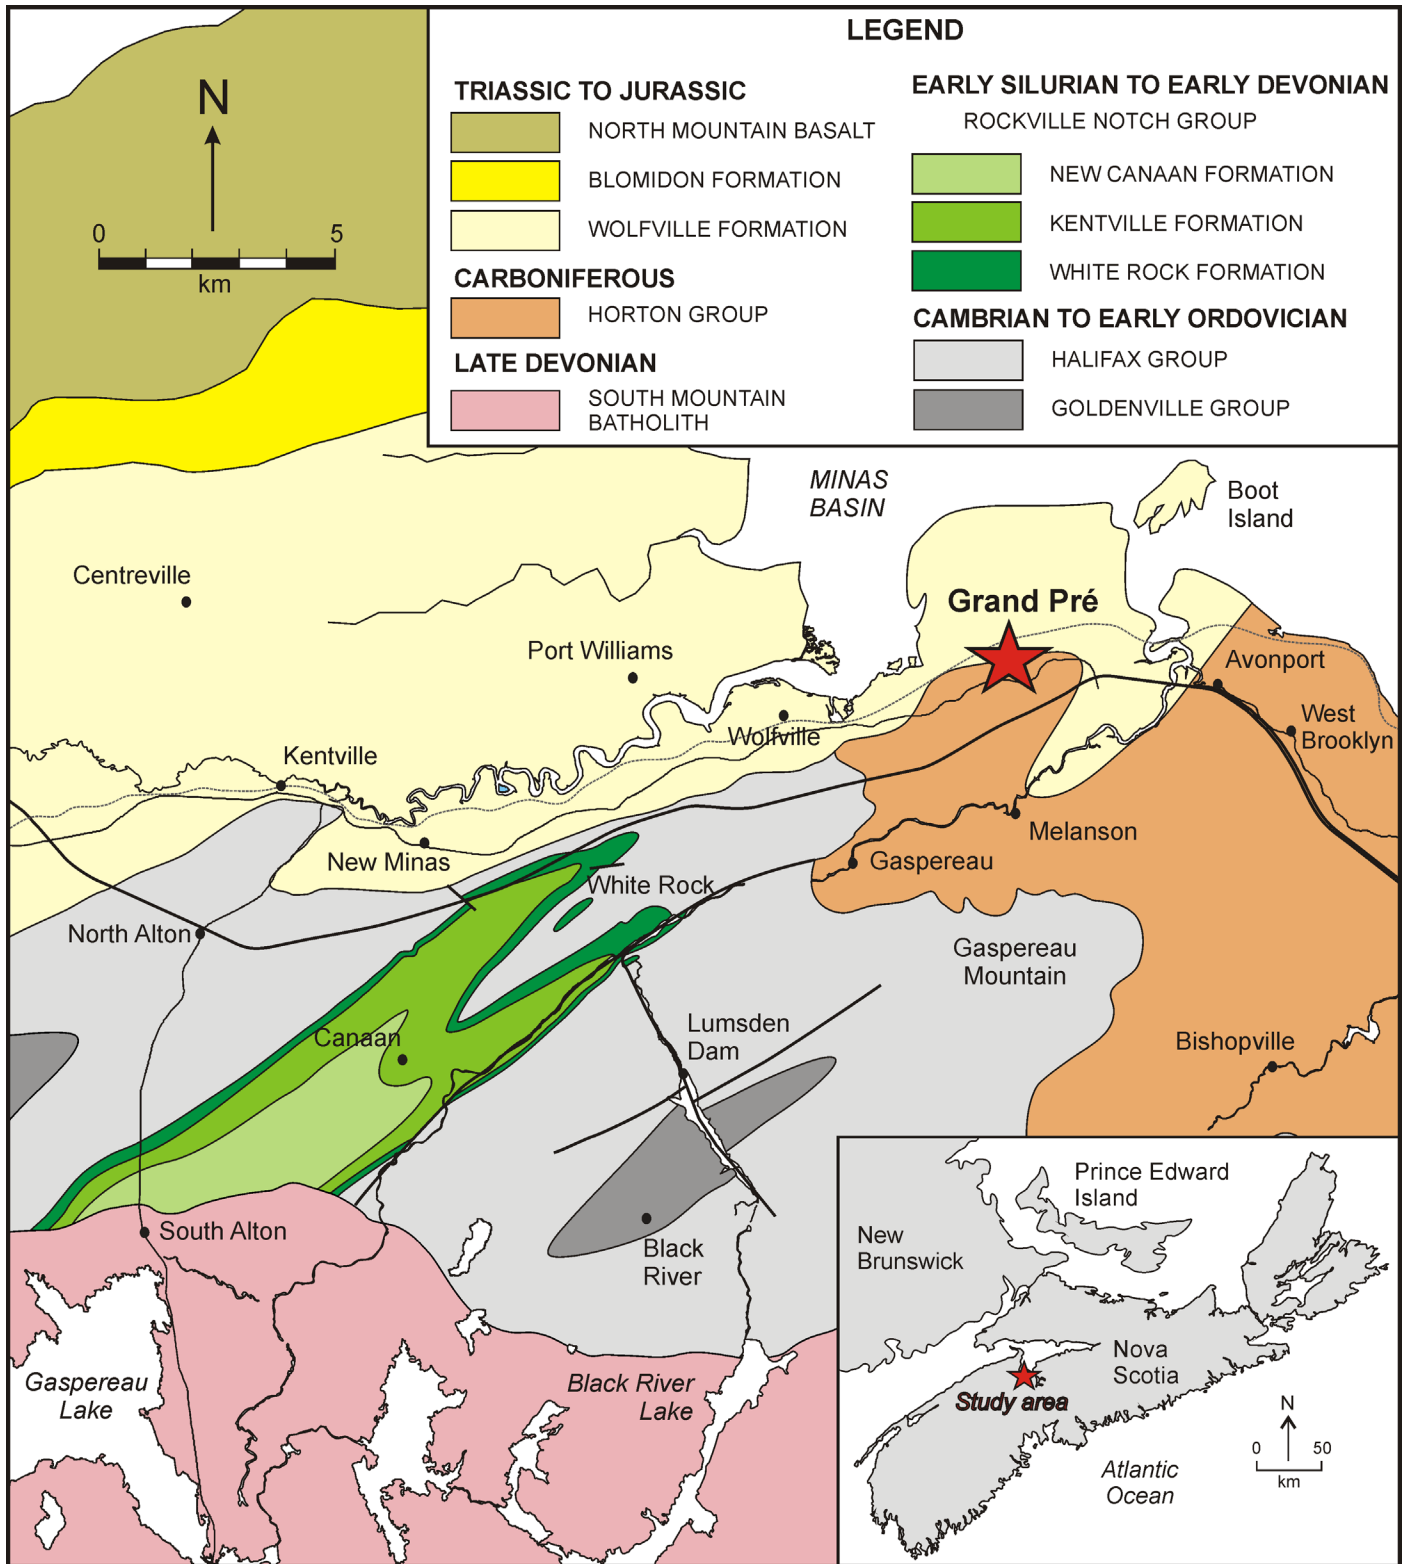 LEGEND
TRIASSIC TO JURASSIC
NORTH MOUNTAIN BASALT
BLOMIDON FORMATION
WOLFVILLE FORMATION
CARBONIFEROUS
HORTON GROUP
LATE DEVONIAN
SOUTH MOUNTAIN
BATHOLITH
EARLY SILURIAN TO EARLY DEVONIAN
ROCKVILLE NOTCH GROUP
NEW CANAAN FORMATION
KENTVILLE FORMATION
WHITE ROCK FORMATION
CAMBRIAN TO EARLY ORDOVICIAN
HALIFAX GROUP
GOLDENVILLE GROUP
N
0 5
km
MINAS
BASIN
Boot
Island
Centreville
Grand Pré
Port Williams
Avonport
West
Brooklyn
Wolfville
Kentville
New Minas
Melanson
Gaspereau
White Rock
North Alton
Gaspereau
Mountain
Lumsden
Dam
Canaan
Bishopville
South Alton
Black
River
Gaspereau
Lake
Black River
Lake
Prince Edward
Island
New
Brunswick
Nova
Scotia
Study area
N
0 50
km
Atlantic
Ocean